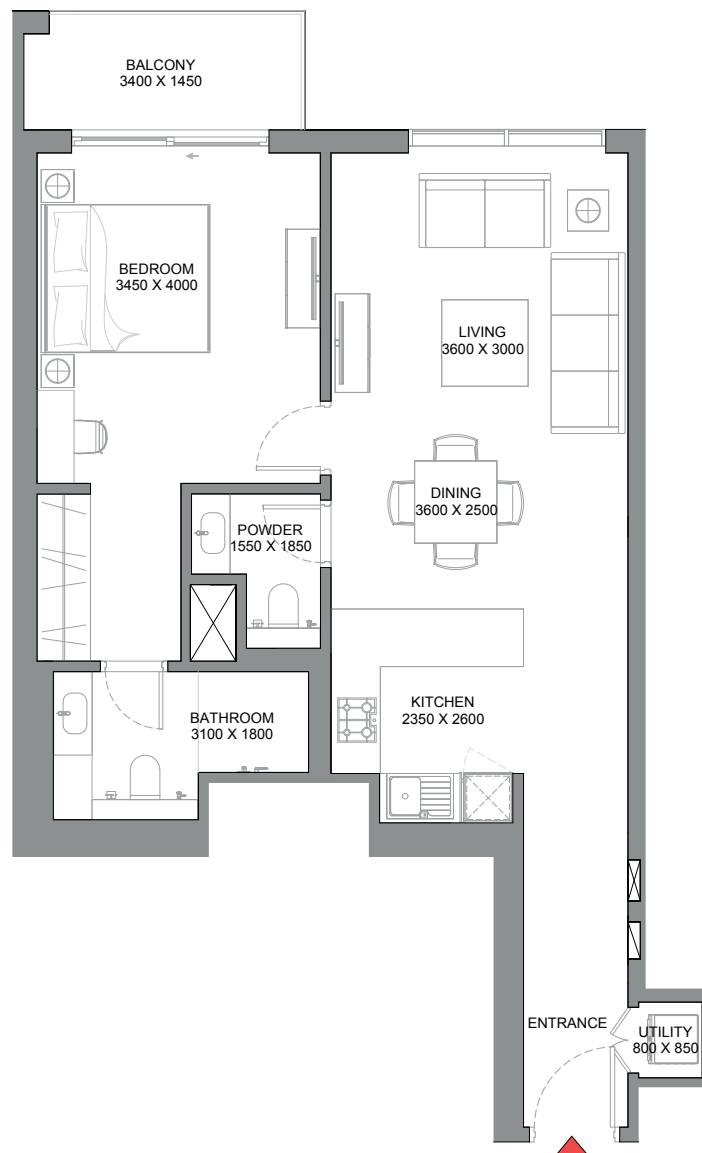 BALCONY
3400 X 1450
BEDROOM
3450 X 4000
LIVING
3600 X 3000
DINING
3600 X 2500
POWDER
1550 X 1850
KITCHEN
2350 X 2600
BATHROOM
3100 X 1800
ENTRANCE
UTILITY
800 X 850